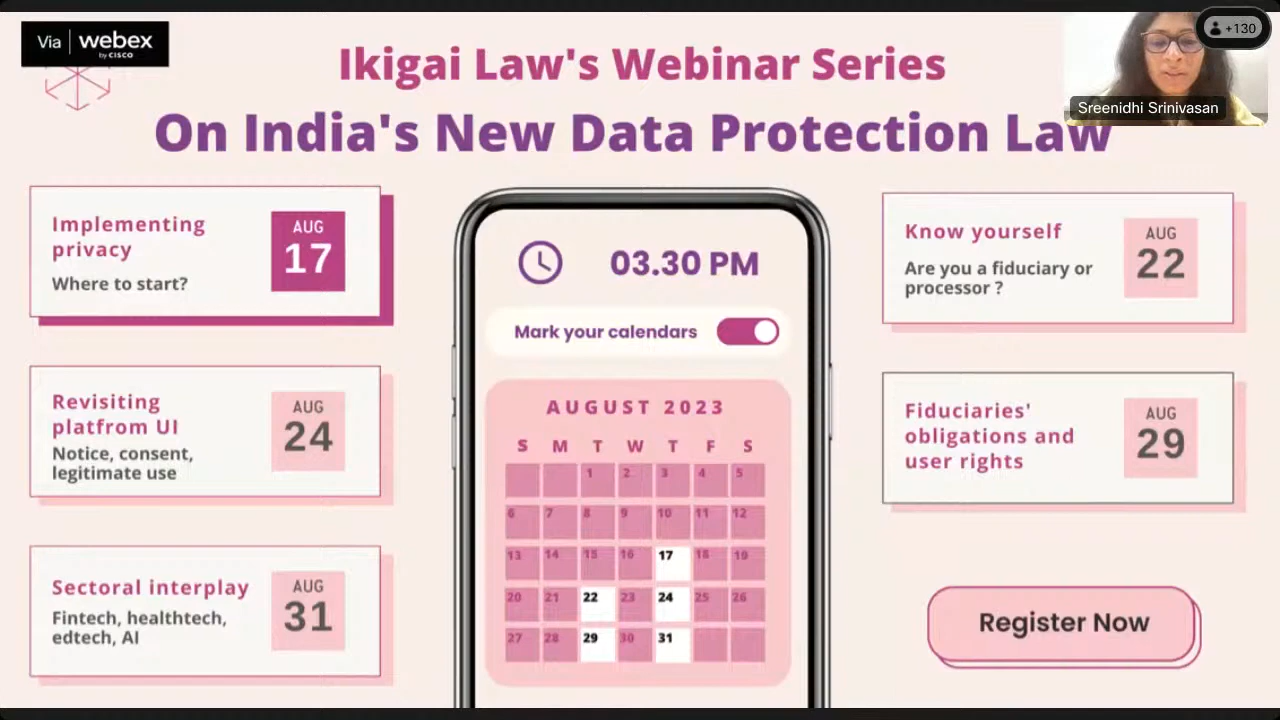 Via webex
by CISCO
+130
Sreenidhi Srinivasan
Ikigai Law's Webinar Series
On India's New Data Protection Law
Implementing
privacy
Where to start?
AUG
17
Revisiting
platfrom UI
Notice, consent,
legitimate use
AUG
24
Sectoral interplay
Fintech, healthtech,
edtech, AI
AUG
31
03.30 PM
Mark your calendars
AUGUST 2023
S M T W T F S
1 2 3 4 5
6 7 8 9 10 11 12
13 14 15 16 17 18 19
20 21 22 23 24 25 26
27 28 29 30 31
Know yourself
Are you a fiduciary or
processor ?
AUG
22
Fiduciaries'
obligations and
user rights
AUG
29
Register Now